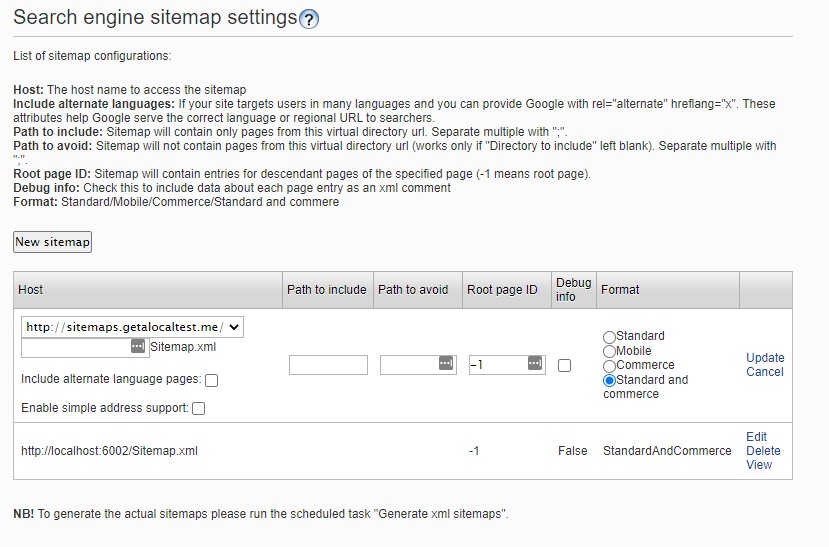 Search engine sitemap settings?
List of sitemap configurations:
Host: The host name to access the sitemap
Include alternate languages: If your site targets users in many languages and you can provide Google with rel="alternate" hreflang="x". These
attributes help Google serve the correct language or regional URL to searchers.
Path to include: Sitemap will contain only pages from this virtual directory url. Separate multiple with ";".
Path to avoid: Sitemap will not contain pages from this virtual directory url (works only if "Directory to include" left blank). Separate multiple with
";".
Root page ID: Sitemap will contain entries for descendant pages of the specified page (-1 means root page).
Debug info: Check this to include data about each page entry as an xml comment
Format: Standard/Mobile/Commerce/Standard and commere
New sitemap
Host Path to include Path to avoid Root page ID Debug info Format
http://sitemaps.getalocaltest.me/
Sitemap.xml
Include alternate language pages:
Enable simple address support:
-1
Standard
Mobile
Commerce
Standard and
commerce
Update
Cancel
http://localhost:6002/Sitemap.xml -1 False StandardAndCommerce
Edit
Delete
View
NB! To generate the actual sitemaps please run the scheduled task "Generate xml sitemaps".